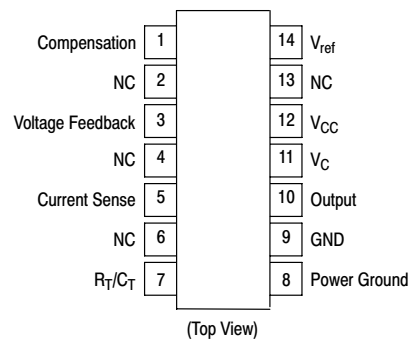 Compensation 1 14 Vref
NC 2 13 NC
Voltage Feedback 3 12 VCC
NC 4 11 VC
Current Sense 5 10 Output
NC 6 9 GND
RT/CT 7 8 Power Ground
(Top View)